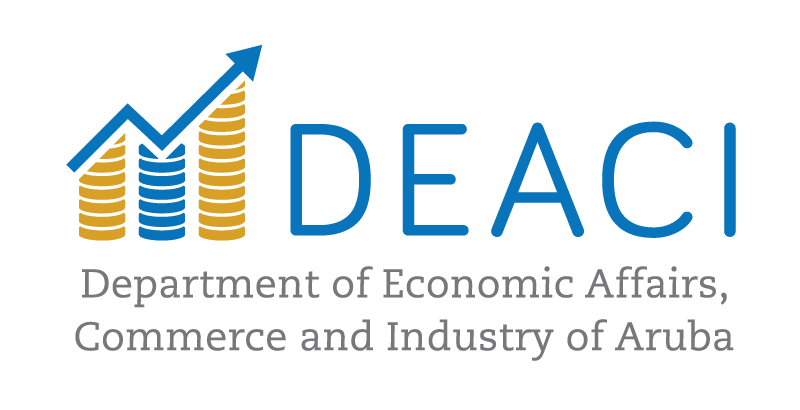 DEACI
Department of Economic Affairs,
Commerce and Industry of Aruba